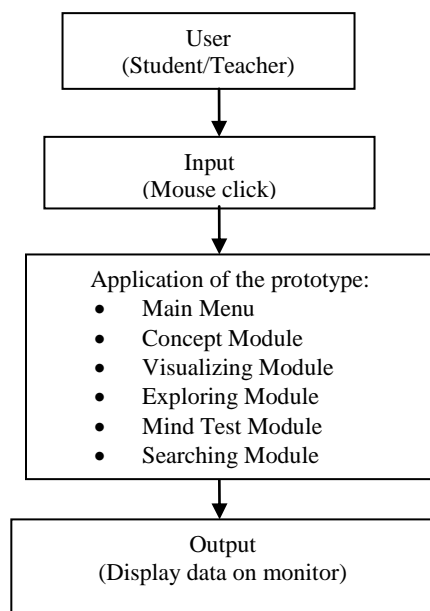 User
(Student/Teacher)
Input
(Mouse click)
Application of the prototype:
• Main Menu
• Concept Module
• Visualizing Module
• Exploring Module
• Mind Test Module
• Searching Module
Output
(Display data on monitor)